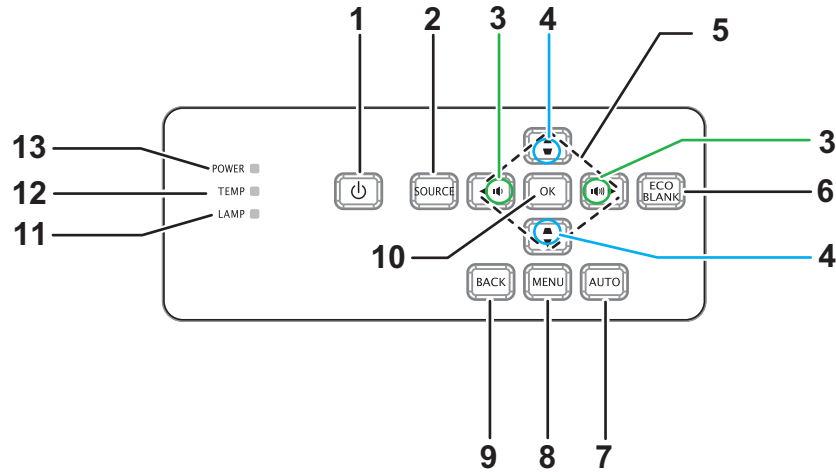 1 2 3 4 5
3
13 POWER
12 TEMP
11 LAMP
SOURCE OK ECO
BLANK
6
10 4
BACK MENU AUTO
9 8 7